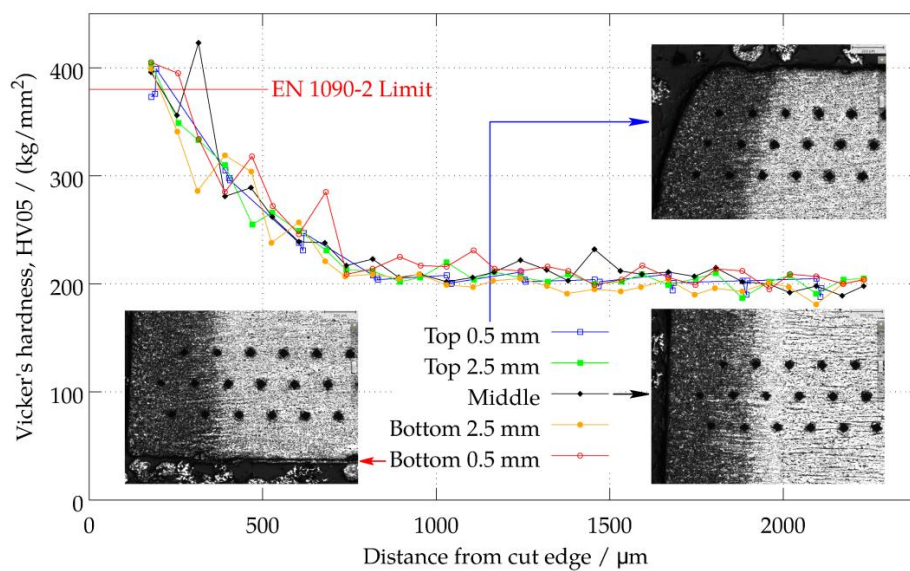 Vicker's hardness, HV05 / (kg/mm²)
400
300
200
100
0
EN 1090-2 Limit
Top 0.5 mm
Top 2.5 mm
Middle
Bottom 2.5 mm
Bottom 0.5 mm
0
500
1000
1500
2000
Distance from cut edge / μm